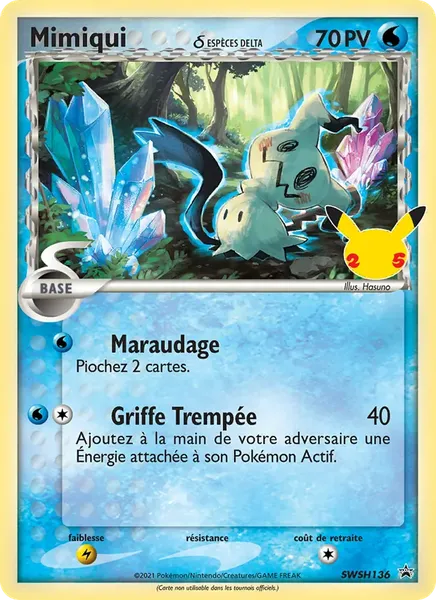 Mimiqui δ ESPÈCES DELTA 70 PV
25
BASE
Illus. Hasuno
Maraudage
Piochez 2 cartes.
Griffe Trempée 40
Ajoutez à la main de votre adversaire une
Énergie attachée à son Pokémon Actif.
faiblesse résistance coût de retraite
©2021 Pokémon/Nintendo/Creatures/GAME FREAK SWSH136
(Carte non utilisable dans les tournois officiels.)